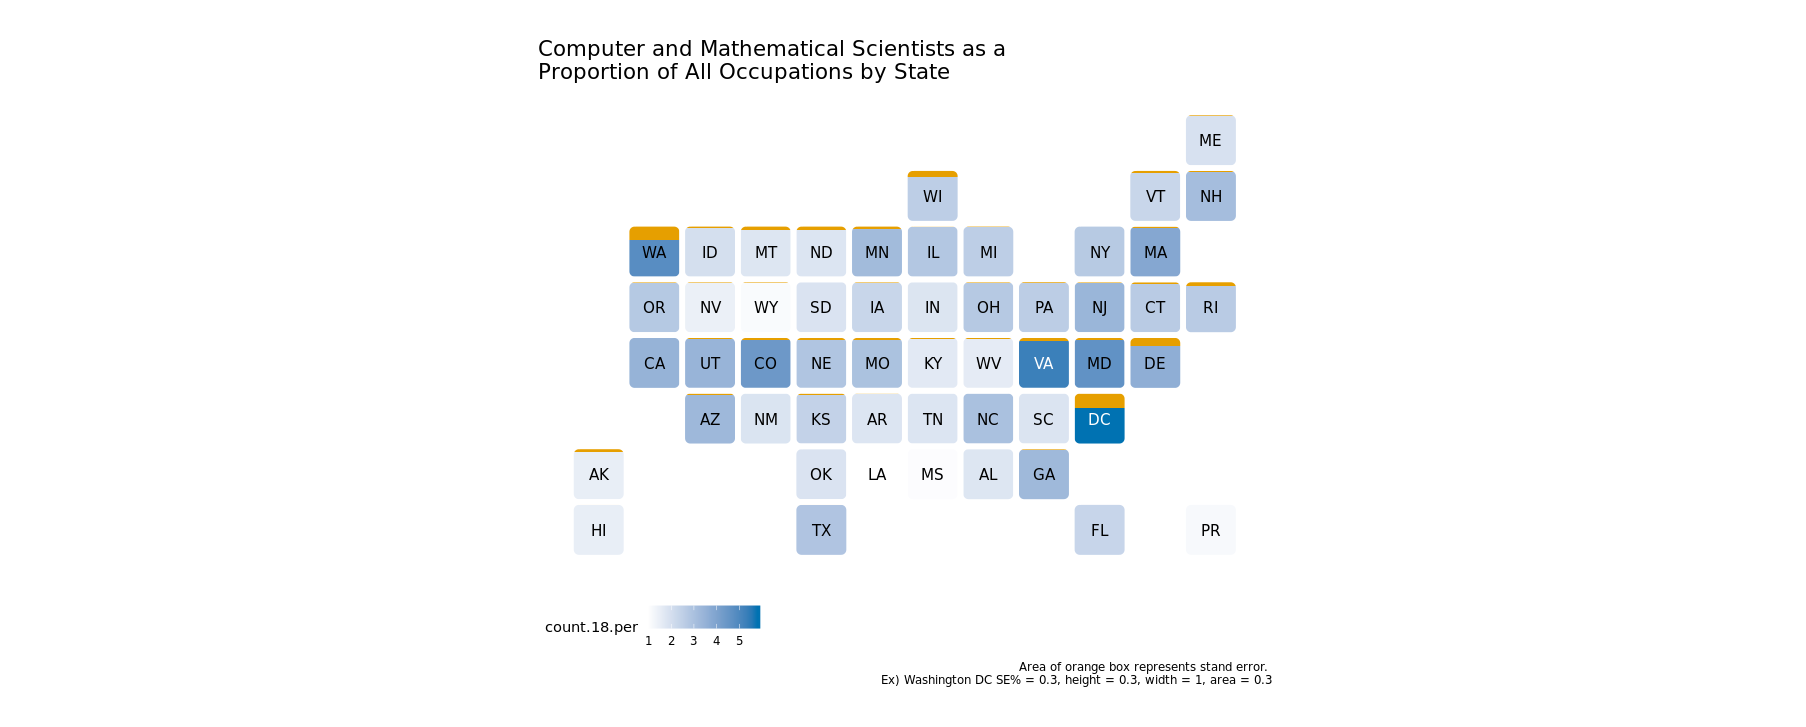 Computer and Mathematical Scientists as a
Proportion of All Occupations by State
ME
WI VT NH
WA ID MT ND MN IL MI NY MA
OR NV WY SD IA IN OH PA NJ CT RI
CA UT CO NE MO KY WV VA MD DE
AZ NM KS AR TN NC SC DC
AK OK LA MS AL GA
HI TX FL PR
count.18.per
1 2 3 4 5
Area of orange box represents stand error.
Ex) Washington DC SE% = 0.3, height = 0.3, width = 1, area = 0.3